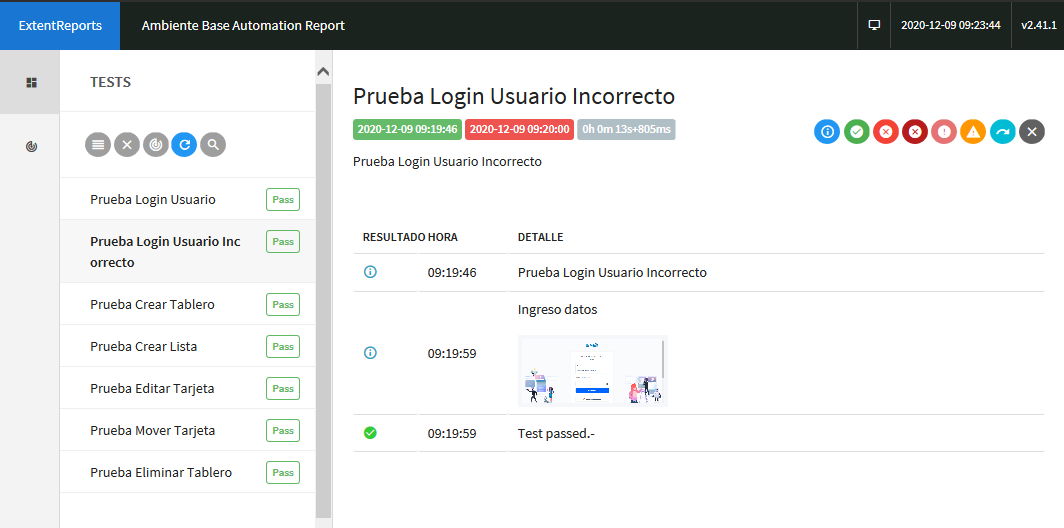 ExtentReports
Ambiente Base Automation Report
2020-12-09 09:23:44
v2.41.1
TESTS
Prueba Login Usuario
Pass
Prueba Login Usuario Inc
orrecto
Pass
Prueba Crear Tablero
Pass
Prueba Crear Lista
Pass
Prueba Editar Tarjeta
Pass
Prueba Mover Tarjeta
Pass
Prueba Eliminar Tablero
Pass
Prueba Login Usuario Incorrecto
2020-12-09 09:19:46 2020-12-09 09:20:00 0h 0m 13s+805ms
Prueba Login Usuario Incorrecto
RESULTADO HORA DETALLE
09:19:46 Prueba Login Usuario Incorrecto
Ingreso datos
09:19:59
09:19:59 Test passed.-